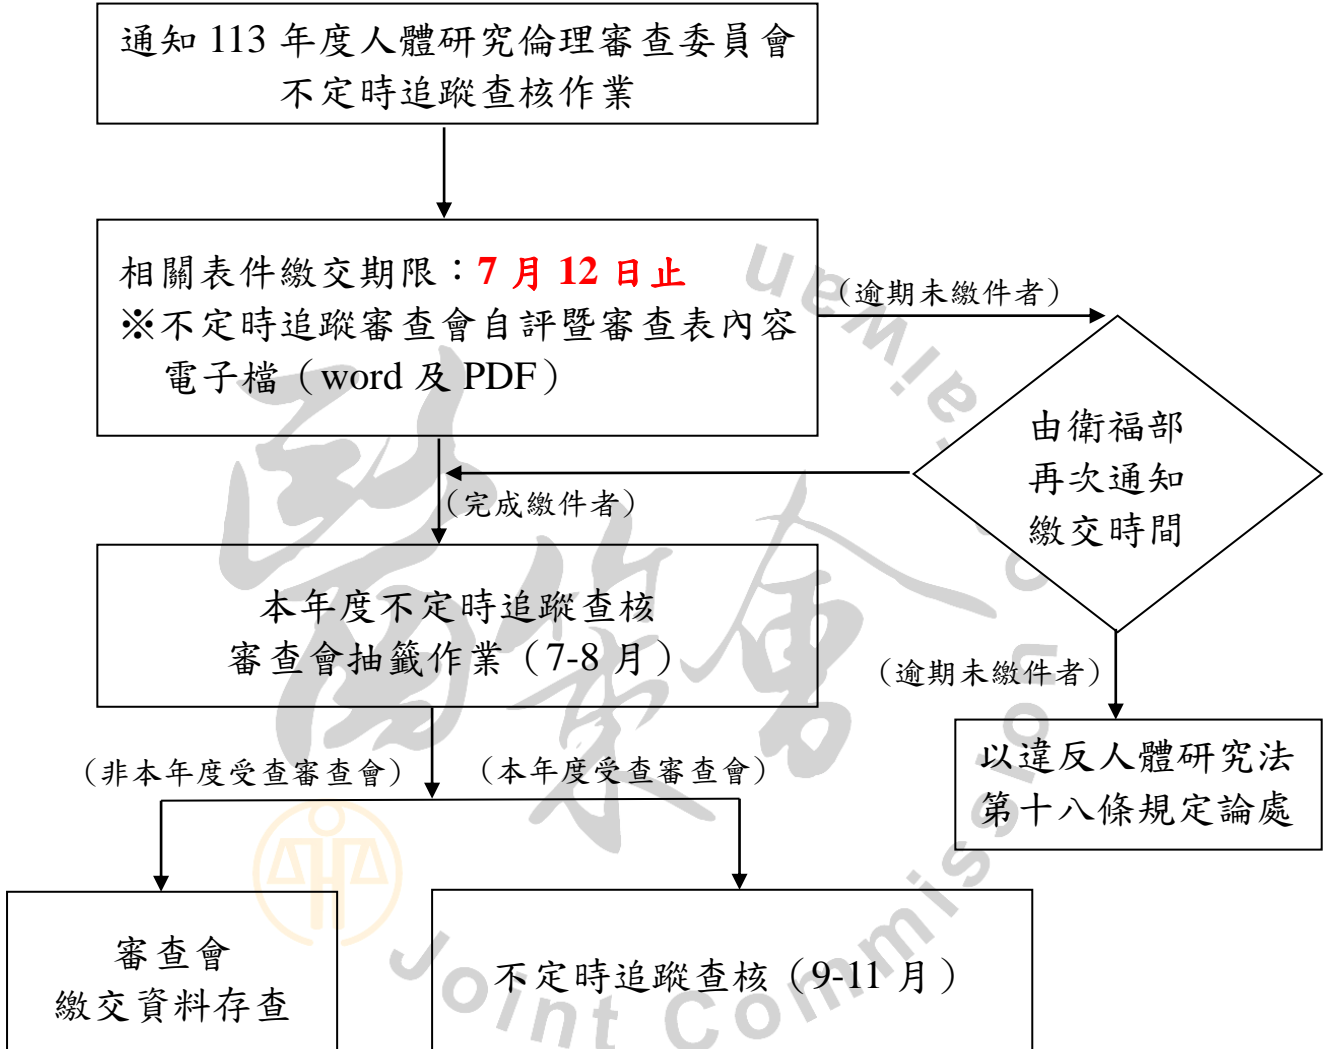 通知 113 年度人體研究倫理審查委員會
不定時追蹤查核作業
相關表件繳交期限：7 月 12 日止
※不定時追蹤審查會自評暨審查表內容
電子檔（word 及 PDF）
（逾期未繳件者）
由衛福部
再次通知
繳交時間
（完成繳件者）
本年度不定時追蹤查核
審查會抽籤作業（7-8 月）
（逾期未繳件者）
以違反人體研究法
第十八條規定論處
（非本年度受查審查會）
（本年度受查審查會）
審查會
繳交資料存查
不定時追蹤查核（9-11 月）
醫策會
Joint Commission of Taiwan